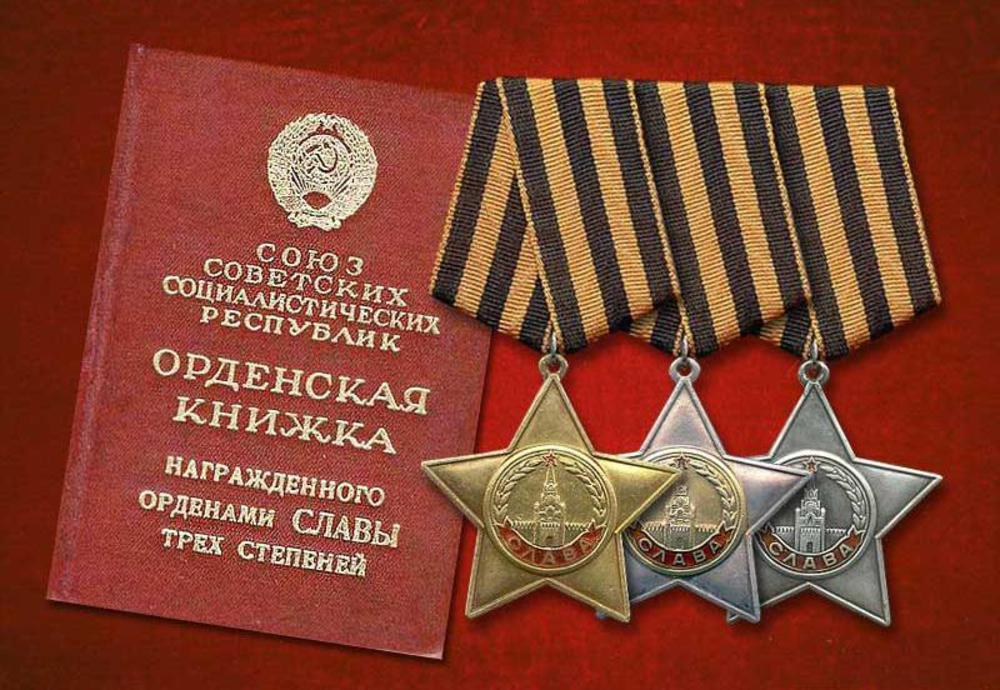 СОЮЗ
СОВЕТСКИХ
СОЦИАЛИСТИЧЕСКИХ
РЕСПУБЛИК
ОРДЕНСКАЯ
КНИЖКА
НАГРАЖДЕННОГО
ОРДЕНАМИ СЛАВЫ
ТРЕХ СТЕПЕНЕЙ
СЛАВА
СЛАВА
СЛАВА